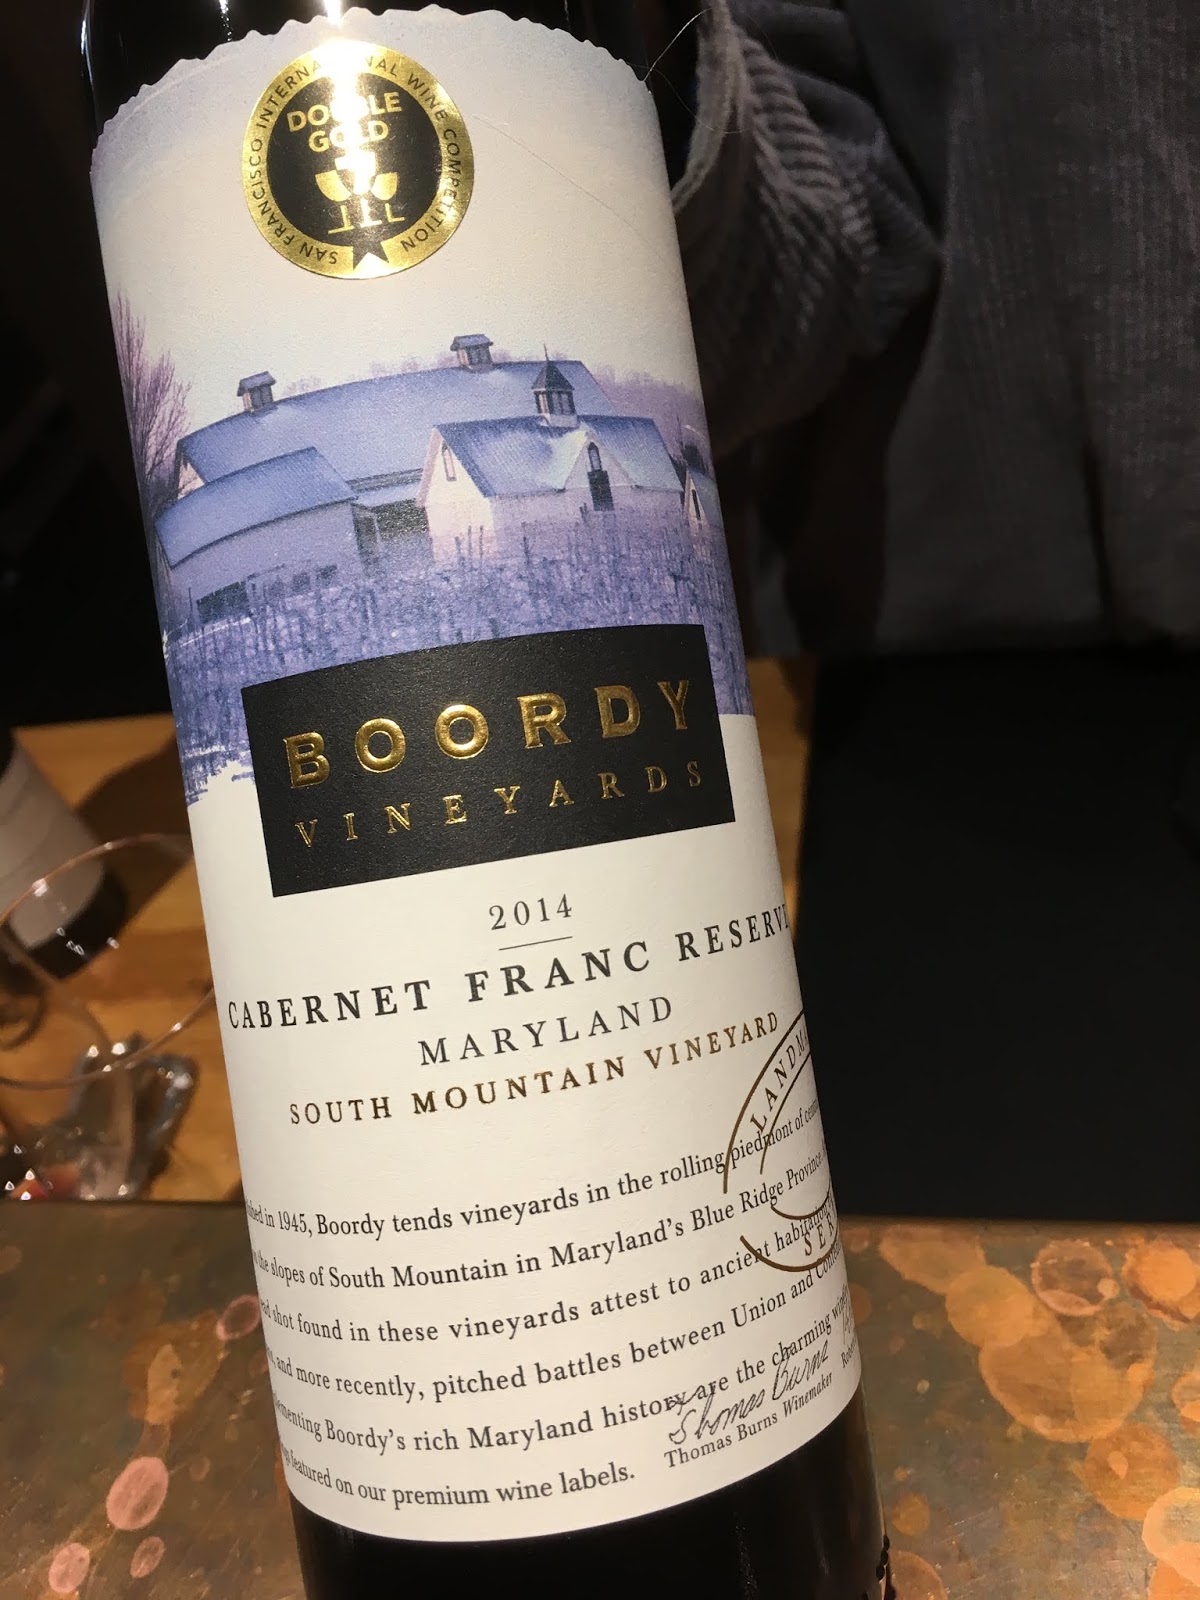 SAN FRANCISCO INTERNATIONAL WINE COMPETITION
DOUBLE
GOLD
BOORDY
VINEYARDS
2014
CABERNET FRANC RESERVE
MARYLAND
SOUTH MOUNTAIN VINEYARD
in 1945, Boordy tends vineyards in the rolling piedmont of
slopes of South Mountain in Maryland's Blue Ridge Province
shot found in these vineyards attest to ancient
and more recently, pitched battles between Union and
Boordy's rich Maryland history are the charming
featured on our premium wine labels.
Thomas Burns
Thomas Burns Winemaker